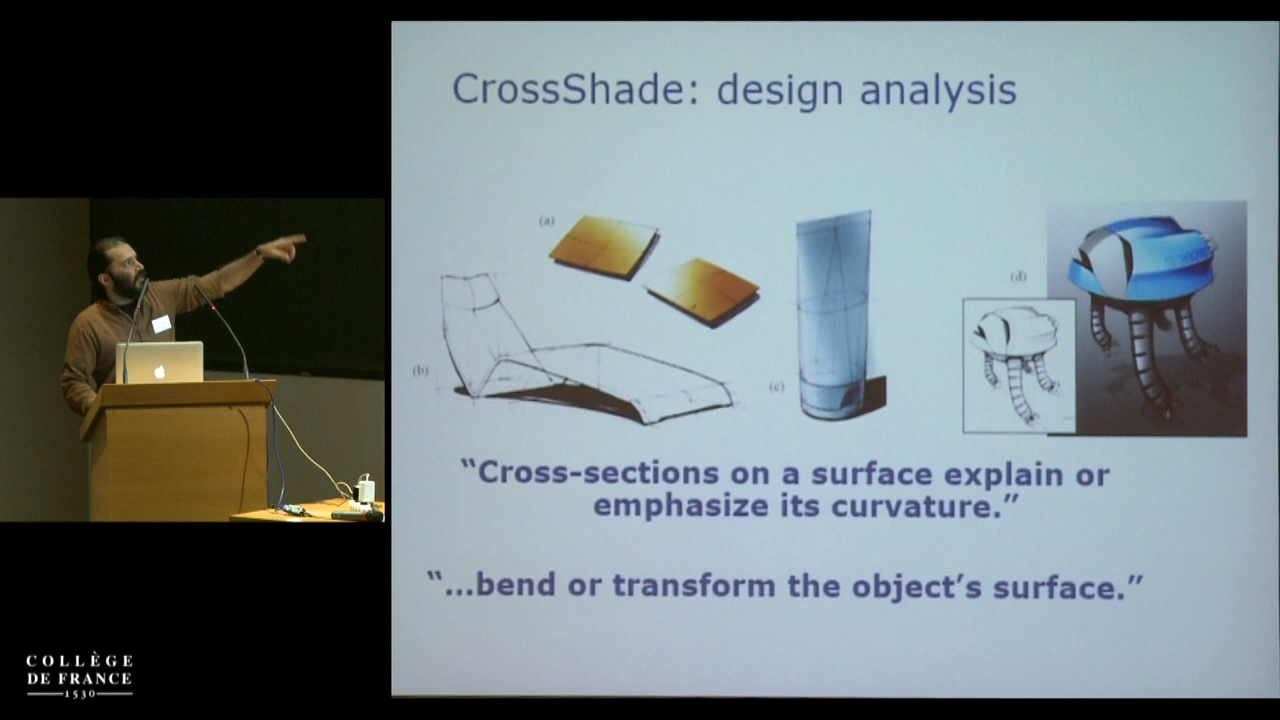 CrossShade: design analysis
(a)
(b)
(c)
(d)
“Cross-sections on a surface explain or
emphasize its curvature.”
“...bend or transform the object’s surface.”
COLLÈGE
DE FRANCE
1530